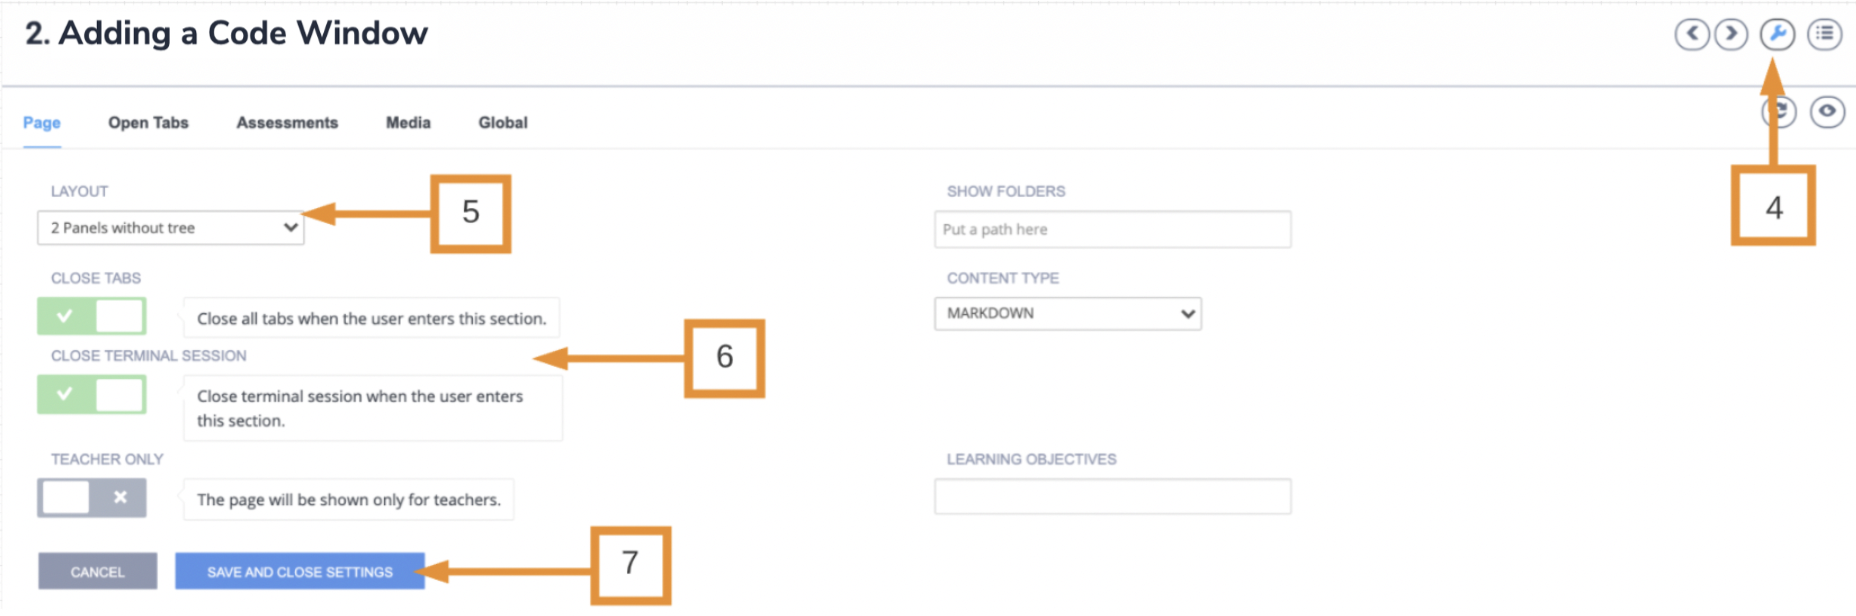 2. Adding a Code Window
Page Open Tabs Assessments Media Global
LAYOUT
2 Panels without tree
5
SHOW FOLDERS
Put a path here
4
CLOSE TABS
Close all tabs when the user enters this section.
CONTENT TYPE
MARKDOWN
CLOSE TERMINAL SESSION
6
Close terminal session when the user enters
this section.
TEACHER ONLY
The page will be shown only for teachers.
LEARNING OBJECTIVES
CANCEL SAVE AND CLOSE SETTINGS
7